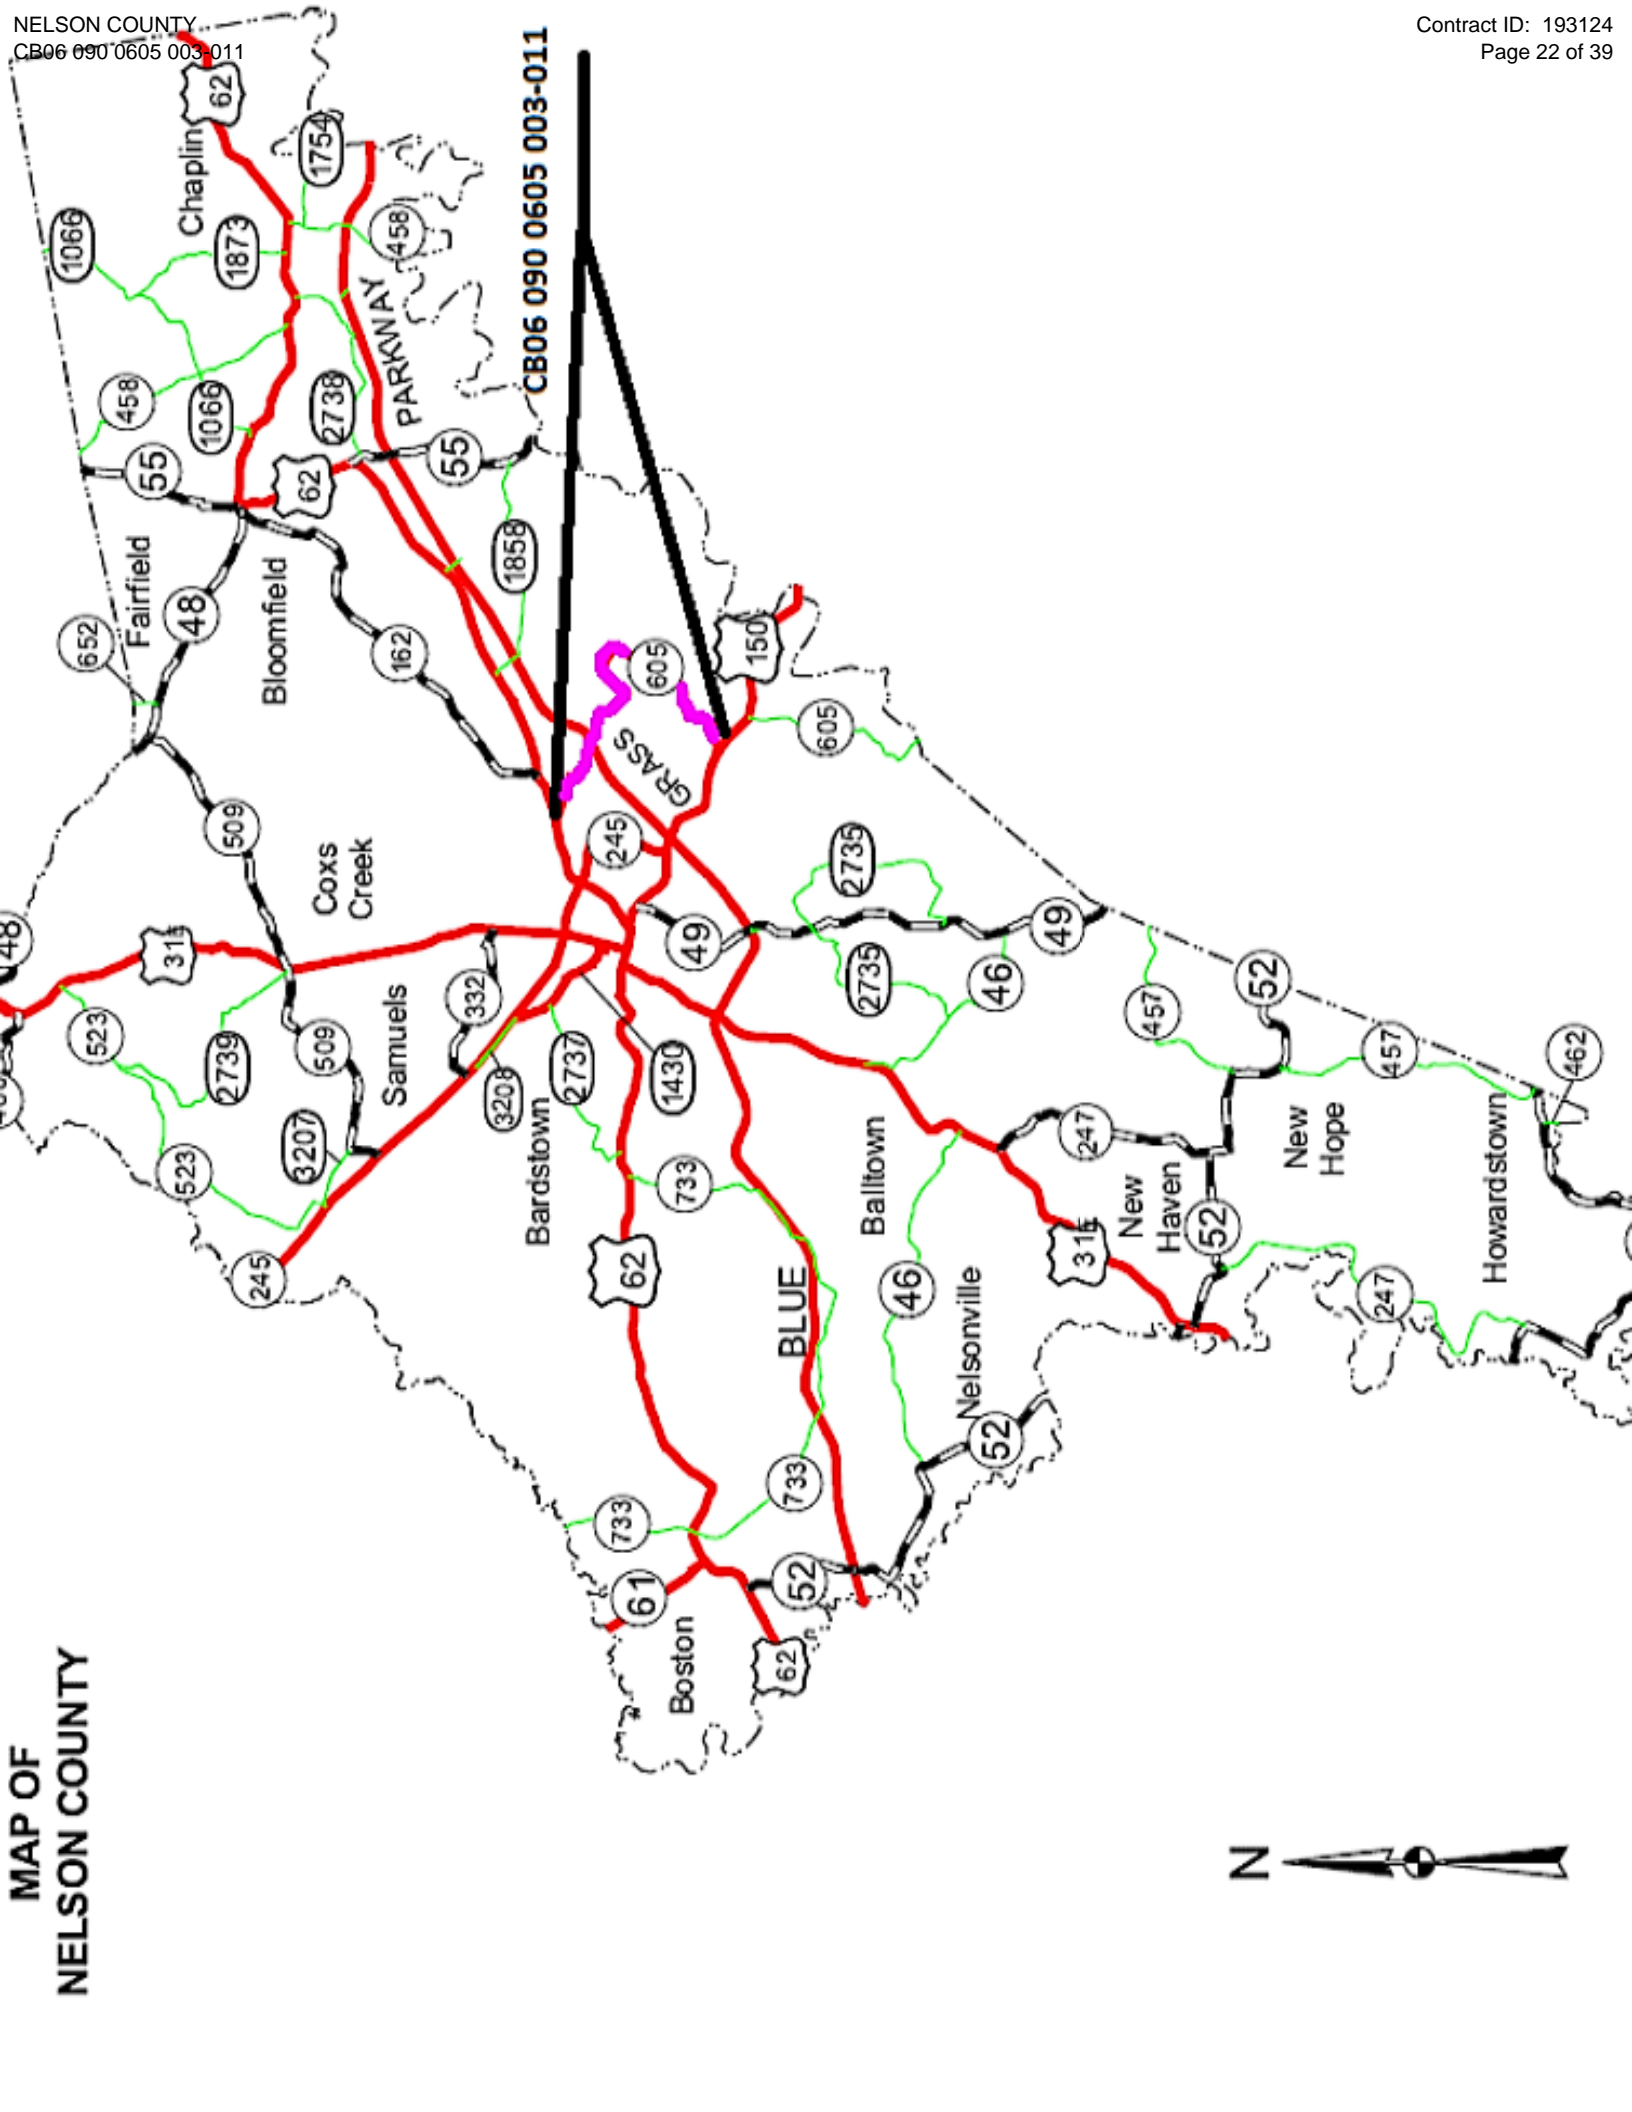 NELSON COUNTY
CB06 090 0605 003-011
Contract ID: 193124
Page 22 of 39
MAP OF
NELSON COUNTY
CB06 090 0605 003-011
62
Chaplin
1754
1066
1873
458
PARKWAY
458
1066
2738
55
62
55
Fairfield
48
Bloomfield
652
162
1858
605
150
605
GRASS
509
Coxs
Creek
245
2735
48
31E
49
49
2735
46
52
523
2739
509
Samuels
332
3208
2737
1430
457
457
462
523
3207
Bardstown
733
Balltown
247
New
Hope
New
Haven
52
Howardstown
245
62
BLUE
46
31E
247
Nelsonville
52
733
733
61
52
Boston
62
N